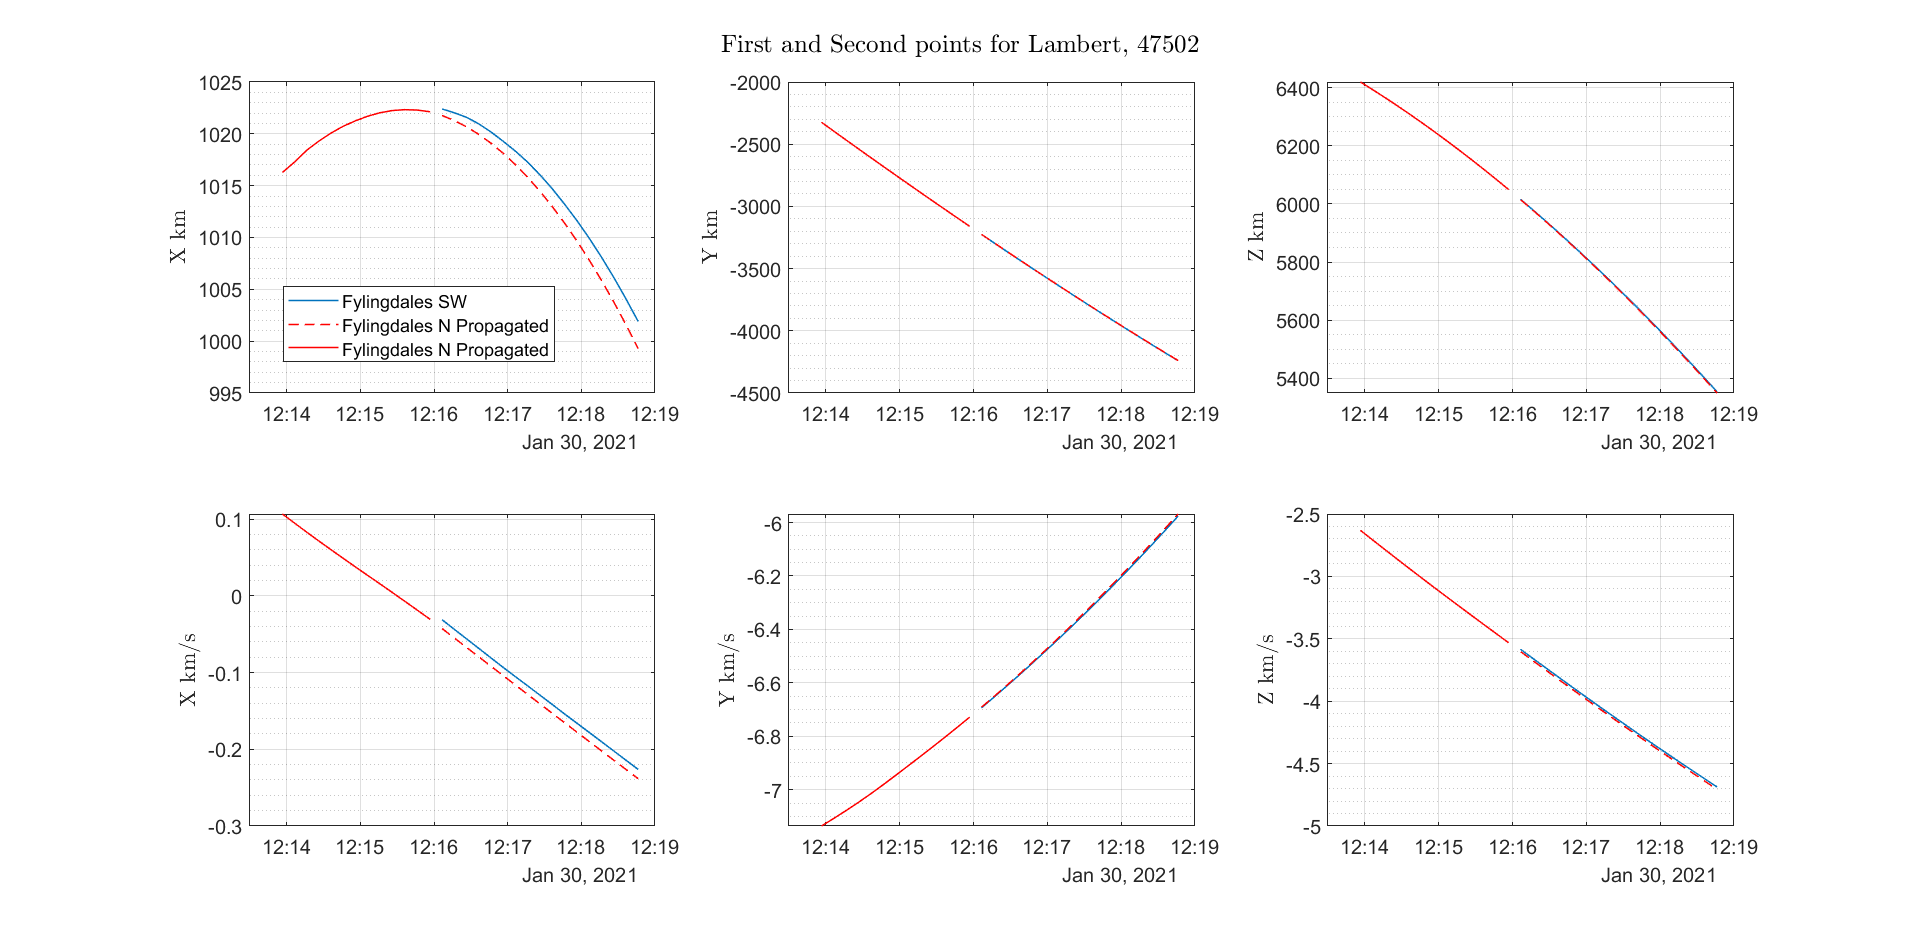 First and Second points for Lambert, 47502
1025
1020
1015
1010
1005
1000
995
X km
Fylingdales SW
Fylingdales N Propagated
Fylingdales N Propagated
12:14 12:15 12:16 12:17 12:18 12:19
Jan 30, 2021
-2000
-2500
-3000
-3500
-4000
-4500
Y km
12:14 12:15 12:16 12:17 12:18 12:19
Jan 30, 2021
6400
6200
6000
5800
5600
5400
Z km
12:14 12:15 12:16 12:17 12:18 12:19
Jan 30, 2021
0.1
0
-0.1
-0.2
-0.3
X km/s
12:14 12:15 12:16 12:17 12:18 12:19
Jan 30, 2021
-6
-6.2
-6.4
-6.6
-6.8
-7
Y km/s
12:14 12:15 12:16 12:17 12:18 12:19
Jan 30, 2021
-2.5
-3
-3.5
-4
-4.5
-5
Z km/s
12:14 12:15 12:16 12:17 12:18 12:19
Jan 30, 2021